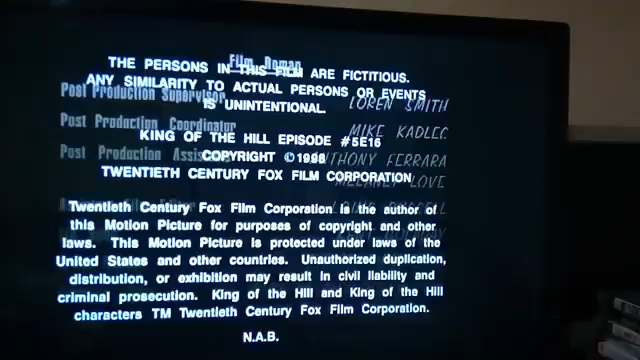 Film Roman
THE PERSONS IN THIS FILM ARE FICTITIOUS.
ANY SIMILARITY TO ACTUAL PERSONS OR EVENTS
IS UNINTENTIONAL.
Post Production Supervisor LOREN SMITH
Post Production Coordinator MIKE KADLEC
KING OF THE HILL EPISODE #5E16
COPYRIGHT ©1998
Post Production ANTHONY FERRARA
TWENTIETH CENTURY FOX FILM CORPORATION
LOVE
Twentieth Century Fox Film Corporation is the author of
this Motion Picture for purposes of copyright and other
laws. This Motion Picture is protected under laws of the
United States and other countries. Unauthorized duplication,
distribution, or exhibition may result in civil liability and
criminal prosecution. King of the Hill and King of the Hill
characters TM Twentieth Century Fox Film Corporation.
N.A.B.